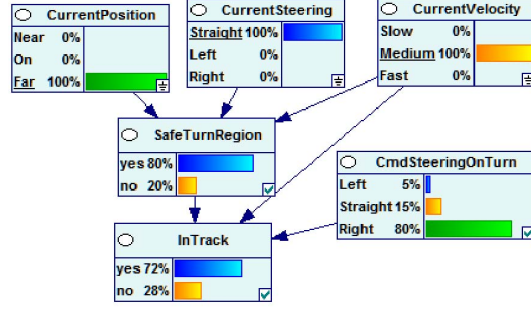 CurrentPosition
Near 0%
On 0%
Far 100%
CurrentSteering
Straight 100%
Left 0%
Right 0%
CurrentVelocity
Slow 0%
Medium 100%
Fast 0%
SafeTurnRegion
yes 80%
no 20%
CmdSteeringOnTurn
Left 5%
Straight 15%
Right 80%
InTrack
yes 72%
no 28%